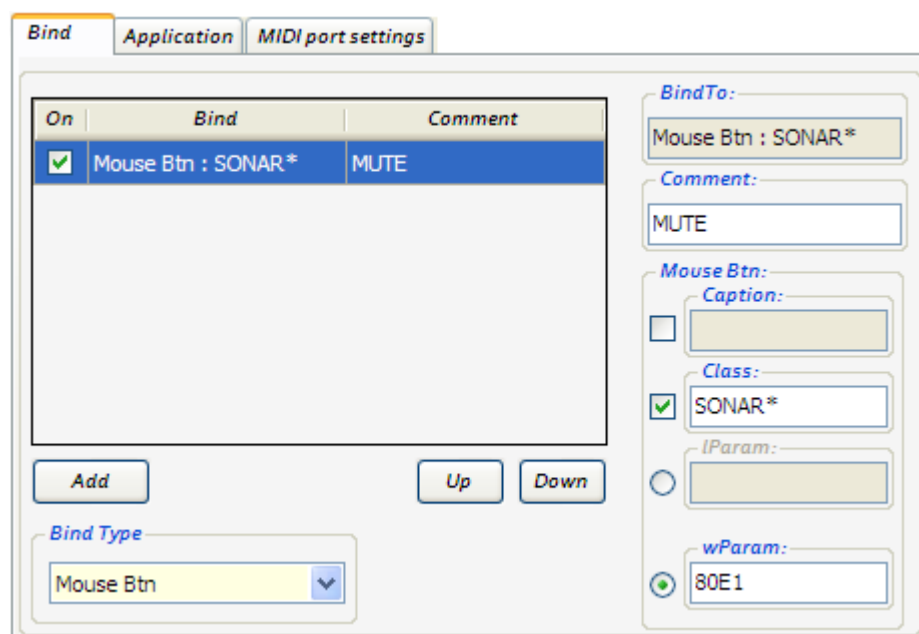 Bind Application MIDI port settings
On Bind Comment
Mouse Btn : SONAR* MUTE
Add Up Down
Bind Type
Mouse Btn
BindTo:
Mouse Btn : SONAR*
Comment:
MUTE
Mouse Btn:
Caption:
Class:
SONAR*
lParam:
wParam:
80E1